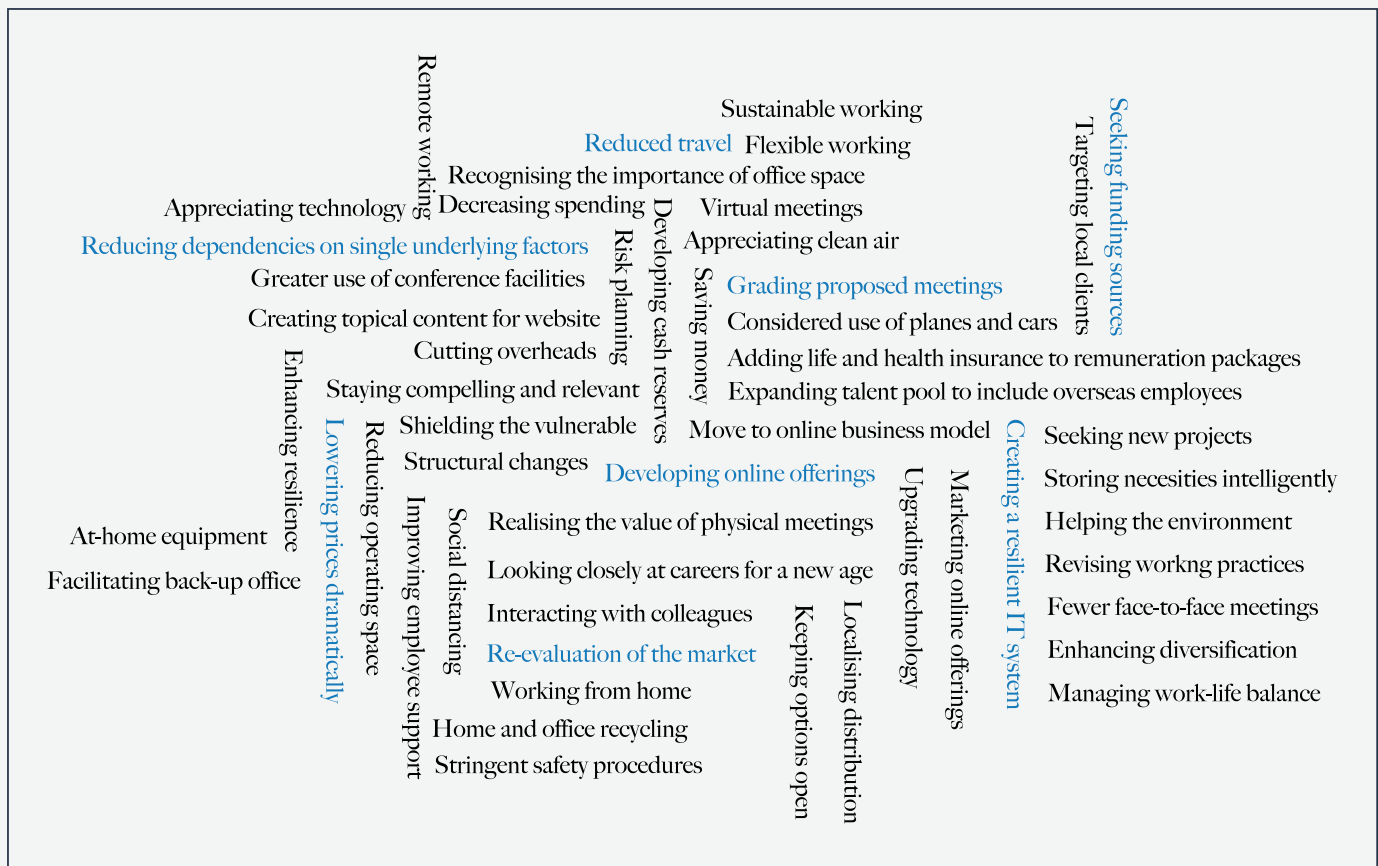 Remote working
Sustainable working
Seeking funding sources
Targeting local clients
Reduced travel
Flexible working
Recognising the importance of office space
Appreciating technology
Decreasing spending
Developing cash reserves
Virtual meetings
Reducing dependencies on single underlying factors
Risk planning
Appreciating clean air
Greater use of conference facilities
Saving money
Grading proposed meetings
Creating topical content for website
Considered use of planes and cars
Cutting overheads
Adding life and health insurance to remuneration packages
Enhancing resilience
Staying compelling and relevant
Expanding talent pool to include overseas employees
Lowering prices dramatically
Reducing operating space
Shielding the vulnerable
Move to online business model
Creating a resilient IT system
Seeking new projects
Structural changes
Developing online offerings
Upgrading technology
Marketing online offerings
Storing necesities intelligently
Improving employee support
Social distancing
Realising the value of physical meetings
Helping the environment
At-home equipment
Looking closely at careers for a new age
Revising workng practices
Facilitating back-up office
Interacting with colleagues
Keeping options open
Localising distribution
Fewer face-to-face meetings
Re-evaluation of the market
Enhancing diversification
Working from home
Managing work-life balance
Home and office recycling
Stringent safety procedures